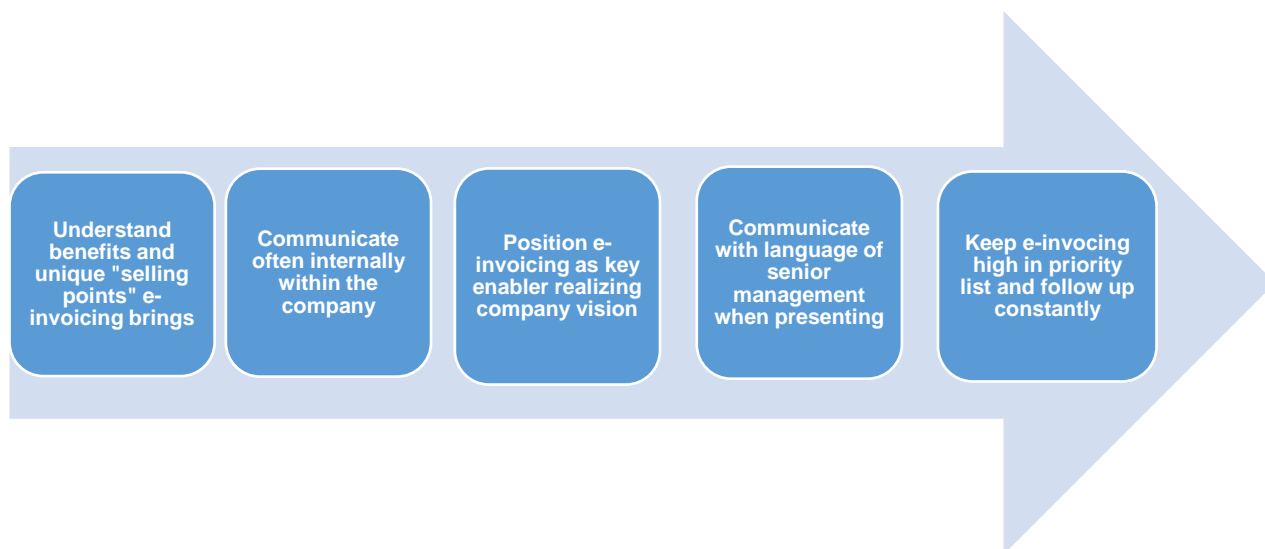 Understand
benefits and
unique "selling
points" e-
invoicing brings
Communicate
often internally
within the
company
Position e-
invoicing as key
enabler realizing
company vision
Communicate
with language of
senior
management
when presenting
Keep e-invocing
high in priority
list and follow up
constantly